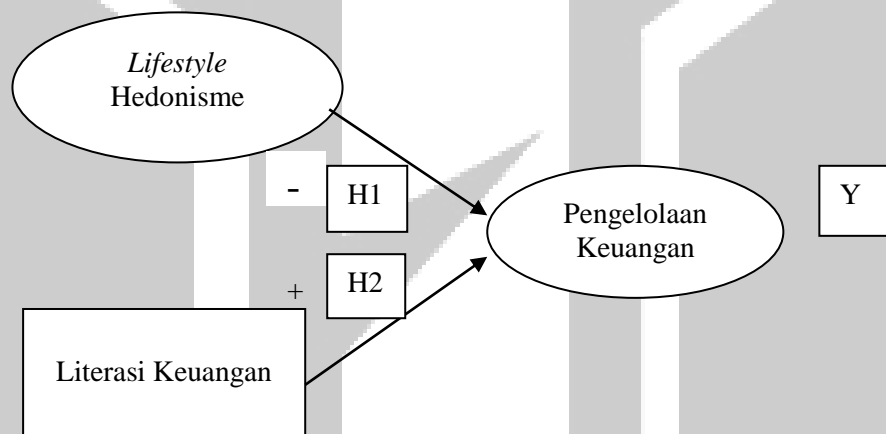 Lifestyle
Hedonisme
-
H1
Pengelolaan
Keuangan
Y
+
H2
Literasi Keuangan